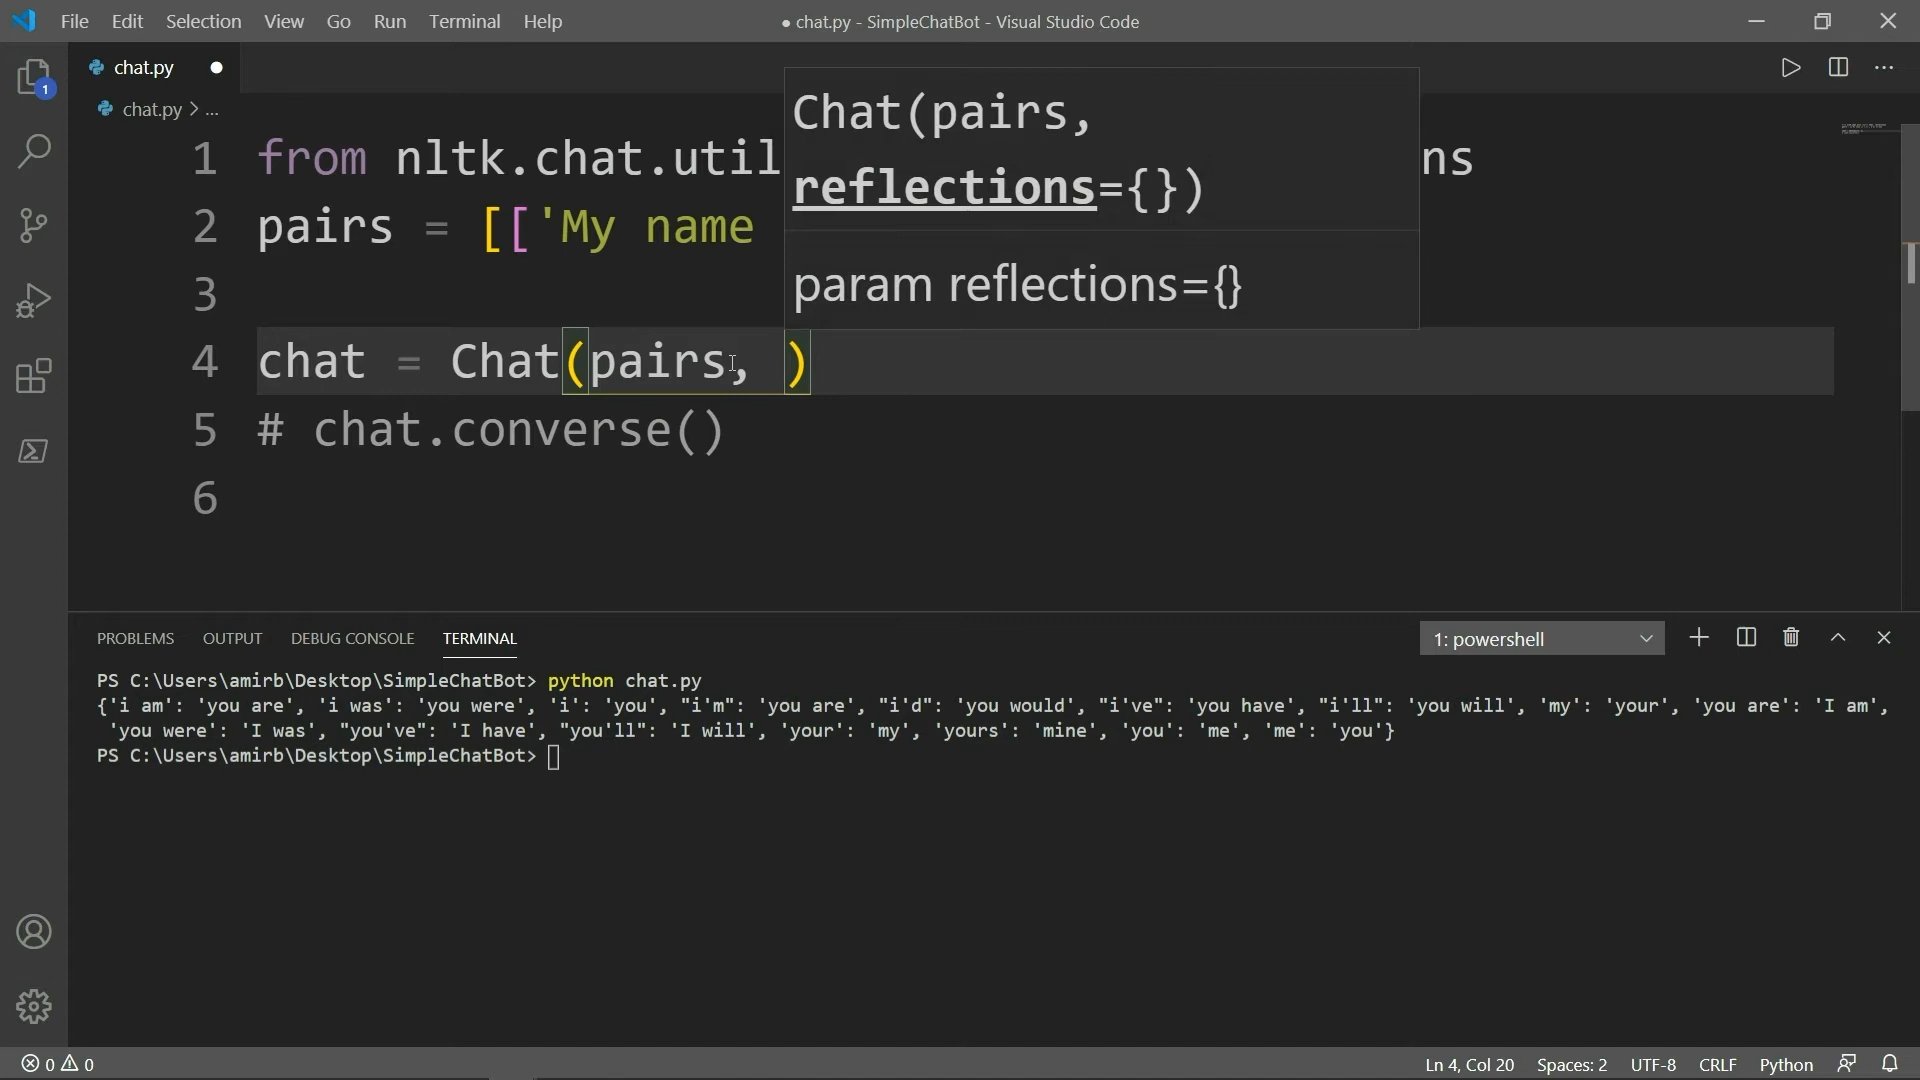 File Edit Selection View Go Run Terminal Help
● chat.py - SimpleChatBot - Visual Studio Code
chat.py
1
chat.py > ...
Chat(pairs,
reflections={})
param reflections={}
1 from nltk.chat.util ns
2 pairs = [['My name
3
4 chat = Chat(pairs, )
5 # chat.converse()
6
PROBLEMS OUTPUT DEBUG CONSOLE TERMINAL
1: powershell
PS C:\Users\amirb\Desktop\SimpleChatBot> python chat.py
{'i am': 'you are', 'i was': 'you were', 'i': 'you', "i'm": 'you are', "i'd": 'you would', "i've": 'you have', "i'll": 'you will', 'my': 'your', 'you are': 'I am',
'you were': 'I was', "you've": 'I have', "you'll": 'I will', 'your': 'my', 'yours': 'mine', 'you': 'me', 'me': 'you'}
PS C:\Users\amirb\Desktop\SimpleChatBot>
0 0
Ln 4, Col 20 Spaces: 2 UTF-8 CRLF Python